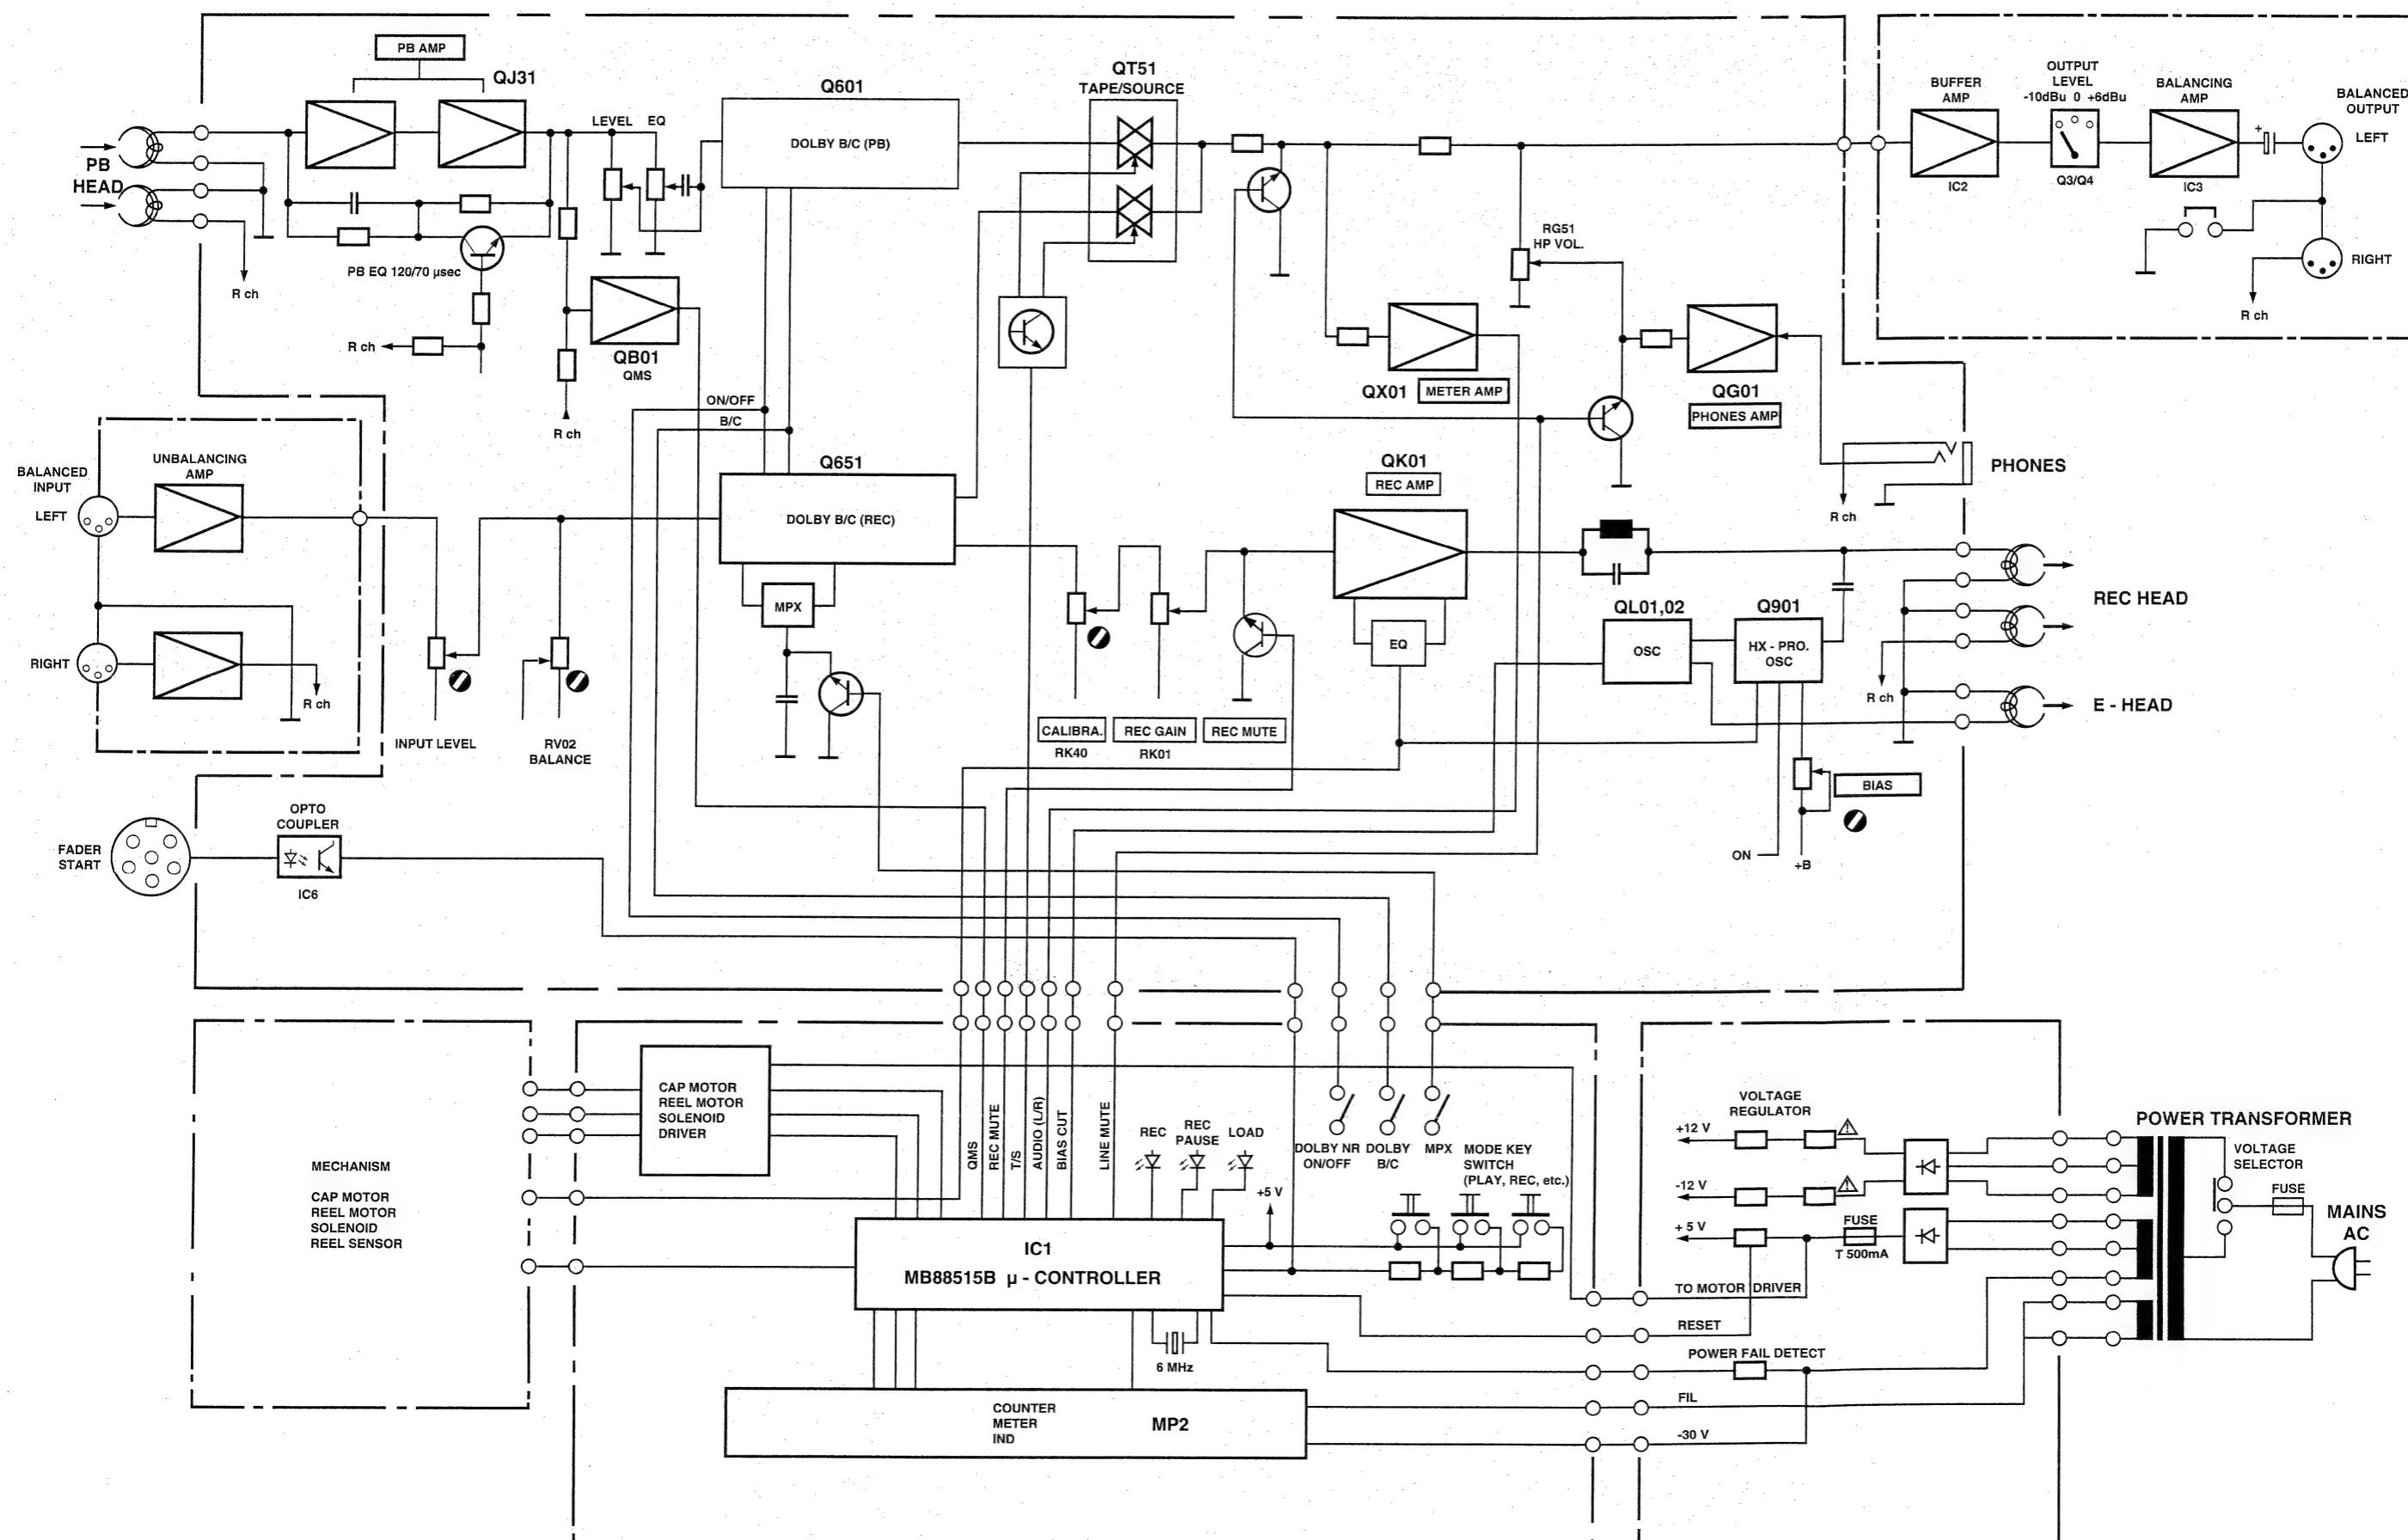 PB AMP
QJ31
PB
HEAD
R ch
PB EQ 120/70 µsec
R ch
LEVEL EQ
Q601
DOLBY B/C (PB)
QT51
TAPE/SOURCE
QB01
QMS
R ch
RG51
HP VOL.
QX01 METER AMP
QG01
PHONES AMP
BUFFER
AMP
IC2
OUTPUT
LEVEL
-10dBu 0 +6dBu
Q3/Q4
BALANCING
AMP
IC3
+
BALANCED
OUTPUT
LEFT
RIGHT
R ch
PHONES
R ch
BALANCED
INPUT
LEFT
UNBALANCING
AMP
RIGHT
R ch
INPUT LEVEL
RV02
BALANCE
ON/OFF
B/C
Q651
DOLBY B/C (REC)
MPX
CALIBRA.
RK40
REC GAIN
RK01
REC MUTE
QK01
REC AMP
EQ
QL01,02
OSC
Q901
HX - PRO.
OSC
REC HEAD
R ch
E - HEAD
BIAS
ON
+B
FADER
START
OPTO
COUPLER
IC6
MECHANISM
CAP MOTOR
REEL MOTOR
SOLENOID
REEL SENSOR
CAP MOTOR
REEL MOTOR
SOLENOID
DRIVER
QMS
REC MUTE
T/S
AUDIO (L/R)
BIAS CUT
LINE MUTE
REC
REC
PAUSE
LOAD
DOLBY NR
ON/OFF
DOLBY
B/C
MPX
MODE KEY
SWITCH
(PLAY, REC, etc.)
+5 V
IC1
MB88515B µ - CONTROLLER
6 MHz
COUNTER
METER
IND
MP2
VOLTAGE
REGULATOR
+12 V
-12 V
+ 5 V
FUSE
T 500mA
TO MOTOR DRIVER
RESET
POWER FAIL DETECT
FIL
-30 V
POWER TRANSFORMER
VOLTAGE
SELECTOR
FUSE
MAINS
AC